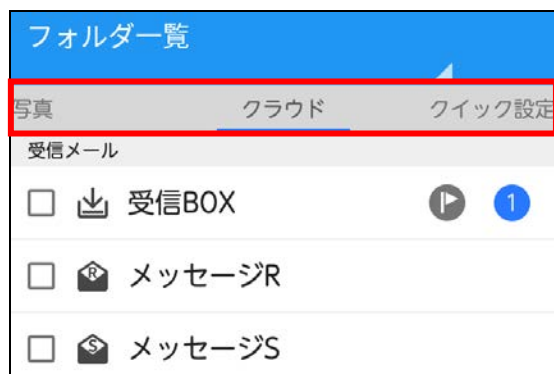 フォルダ一覧
写真 クラウド クイック設定
受信メール
受信BOX 1
R メッセージR
S メッセージS